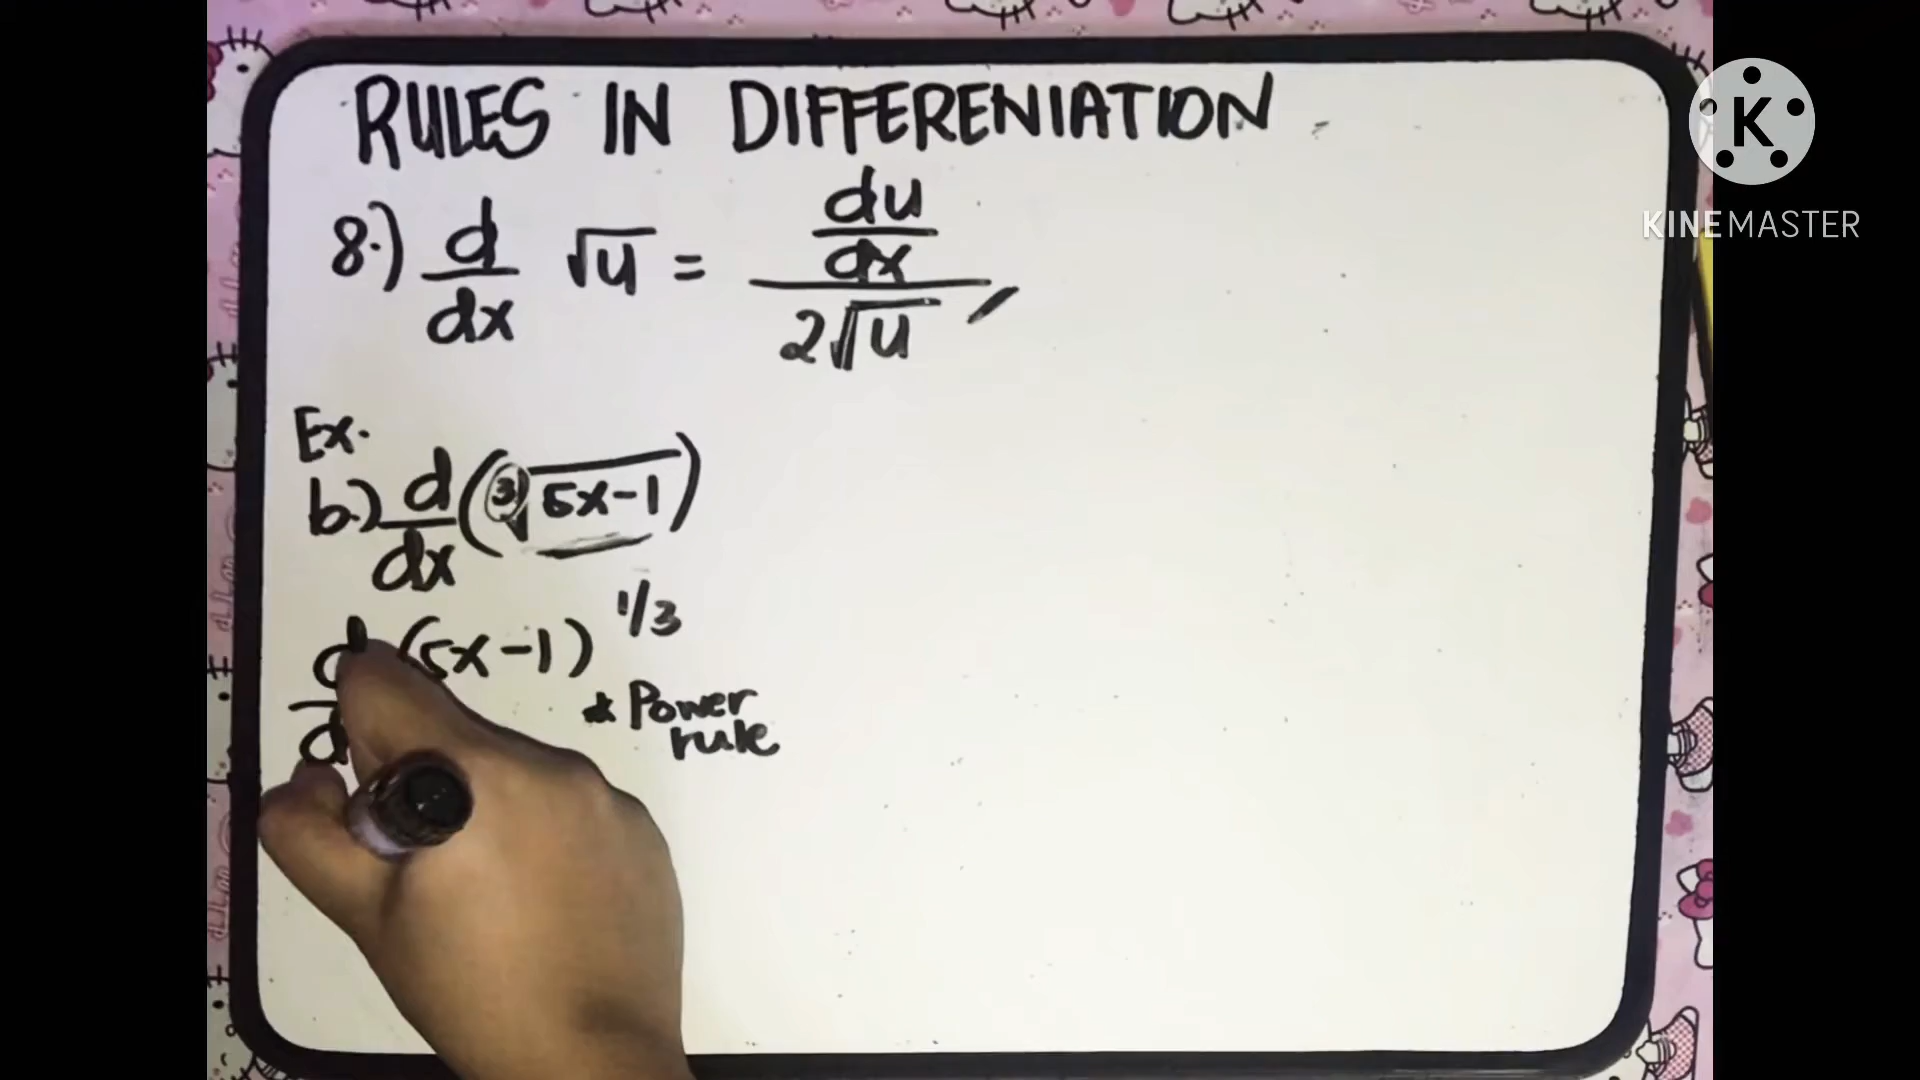 RULES IN DIFFERENIATION
8.) d/dx √u = du/dx / 2√u
Ex.
b.) d/dx (∛5x-1)
d/d (5x-1) 1/3
* Power
rule
K
KINEMASTER